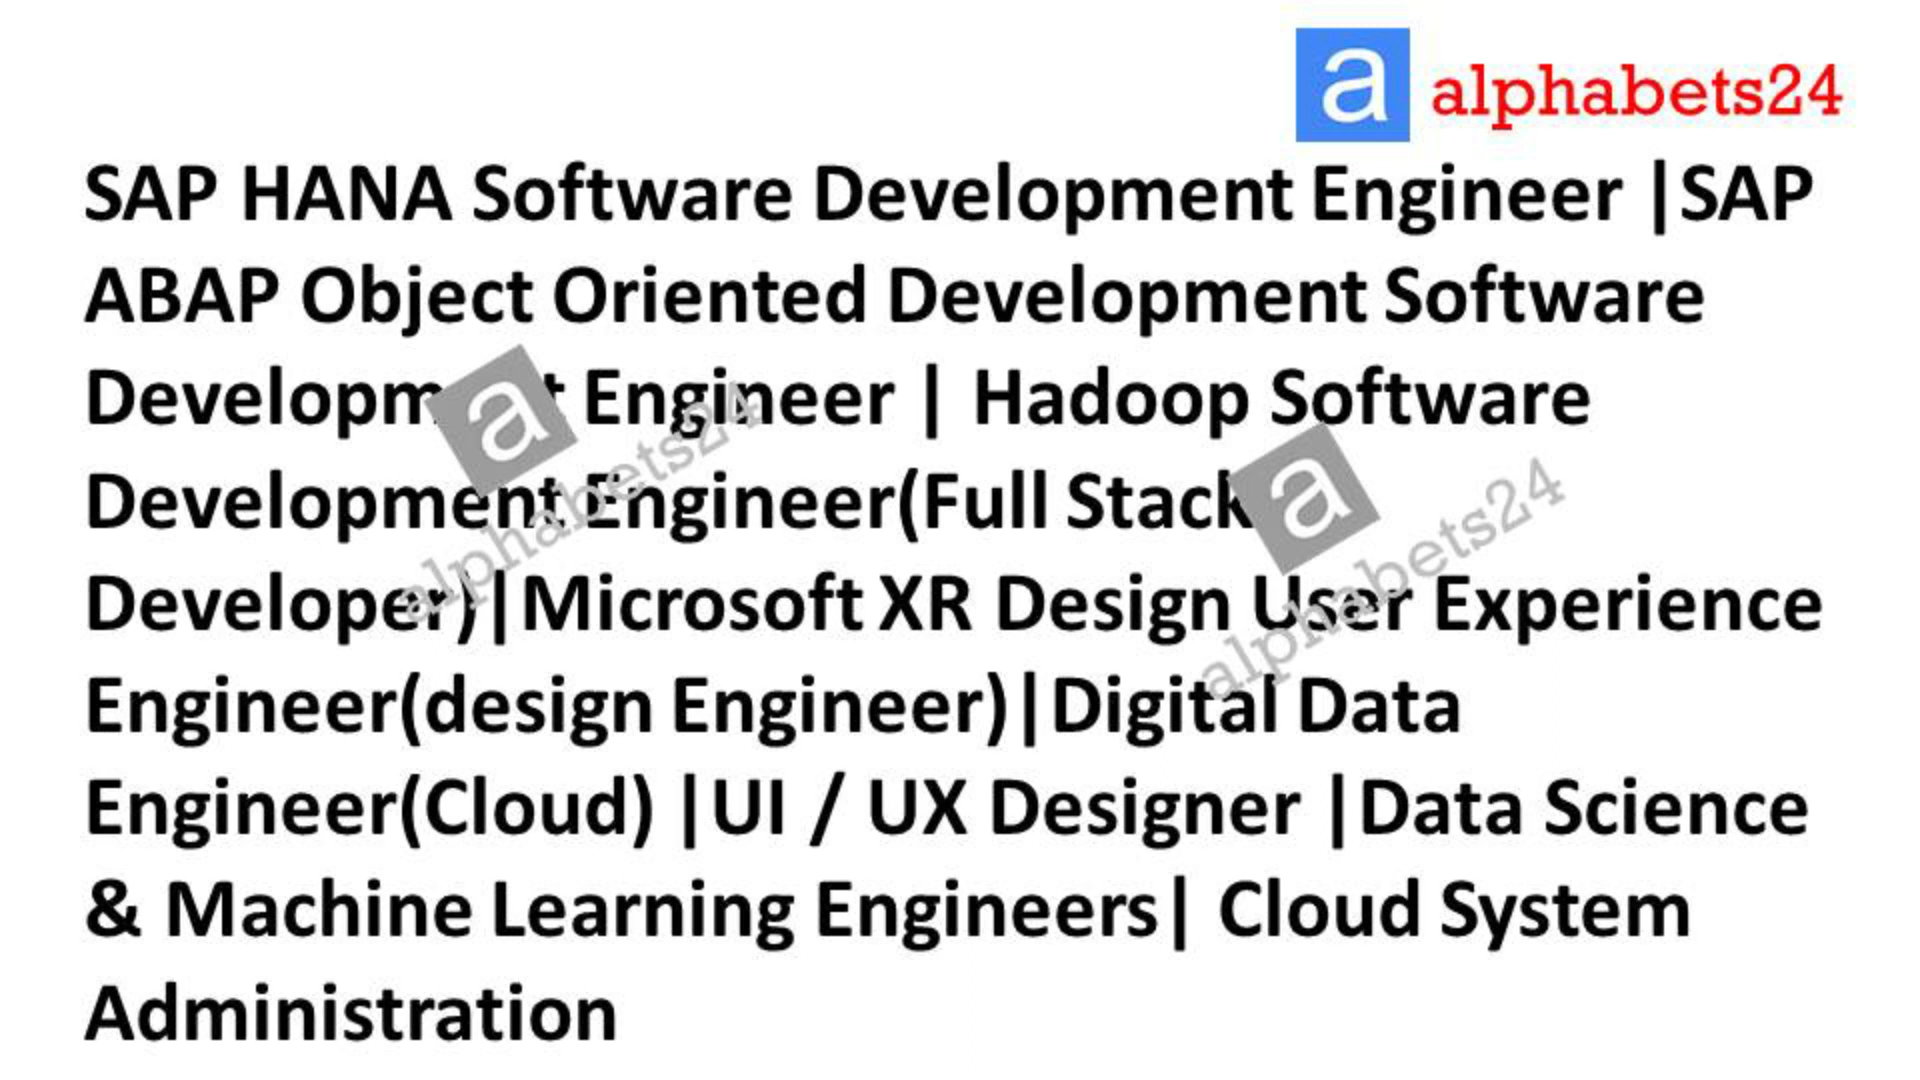 a alphabets24
SAP HANA Software Development Engineer |SAP
ABAP Object Oriented Development Software
Development Engineer | Hadoop Software
Development Engineer(Full Stack
Developer)|Microsoft XR Design User Experience
Engineer(design Engineer)|Digital Data
Engineer(Cloud) |UI / UX Designer |Data Science
& Machine Learning Engineers| Cloud System
Administration
a alphabets24
a alphabets24